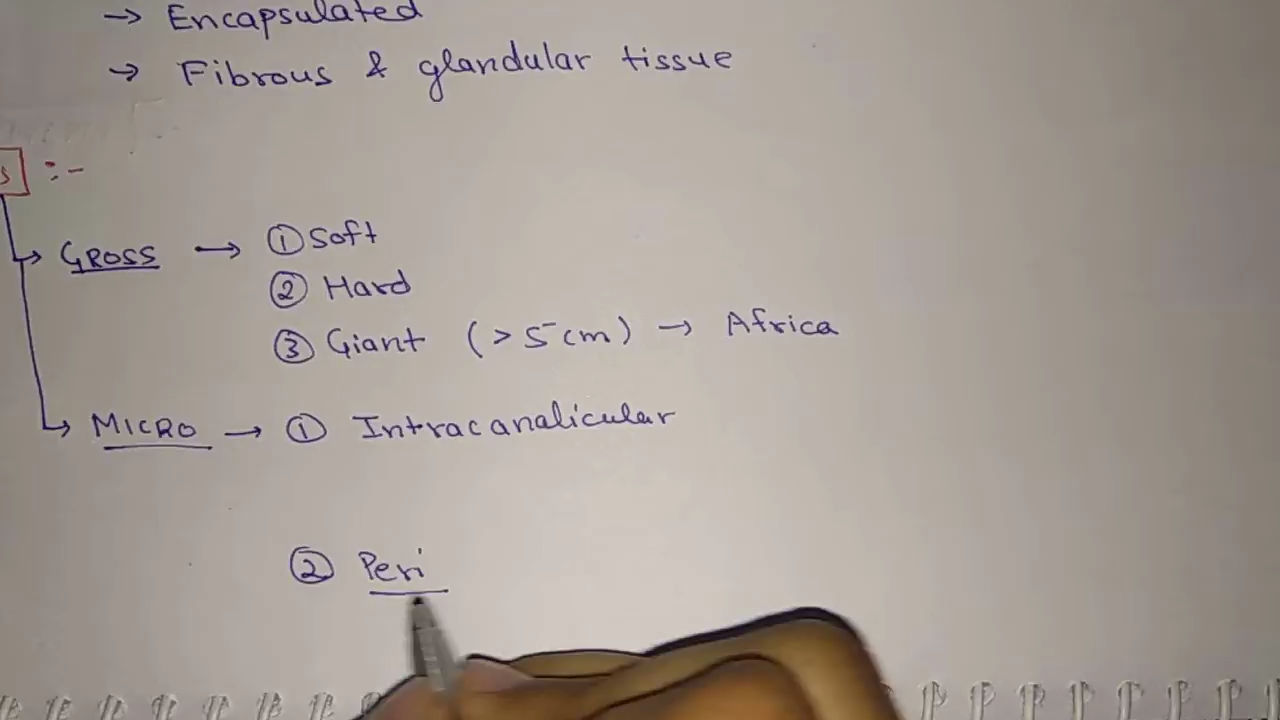 → Encapsulated
→ Fibrous & glandular tissue
s :-
→ GROSS → ① Soft
② Hard
③ Giant (> 5 cm) → Africa
→ MICRO → ① Intracanalicular
② Peri